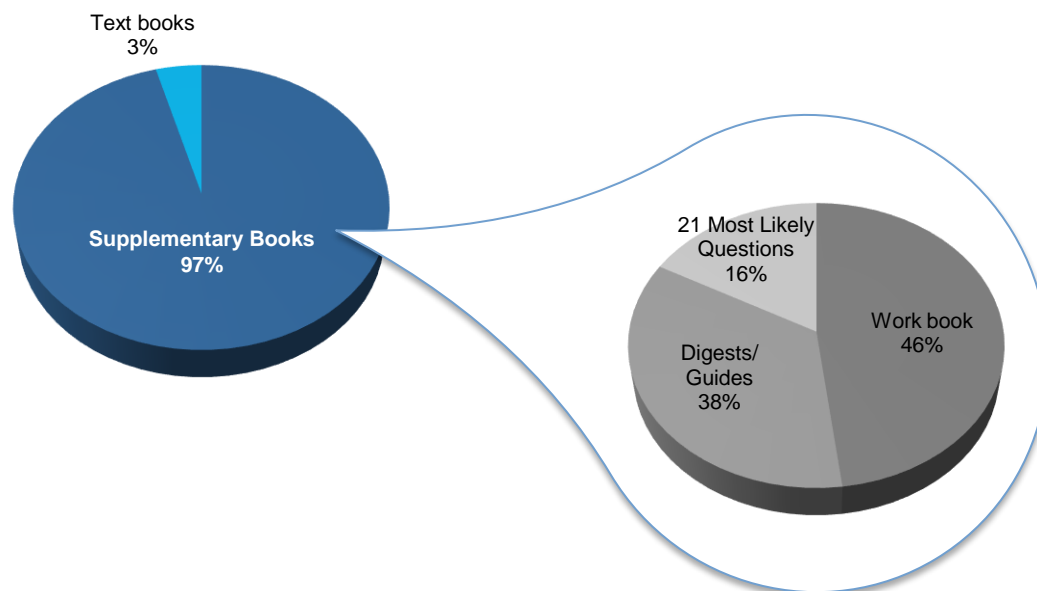 Text books
3%
Supplementary Books
97%
21 Most Likely
Questions
16%
Work book
46%
Digests/
Guides
38%